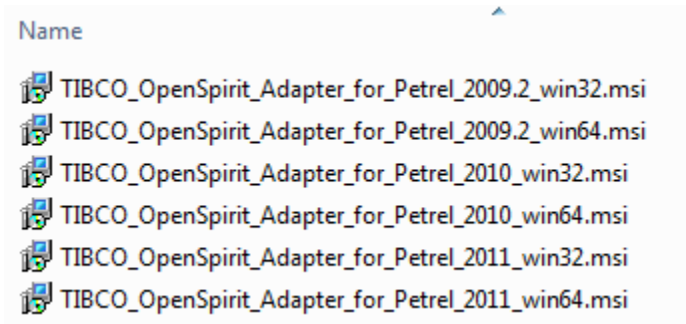 Name
TIBCO_OpenSpirit_Adapter_for_Petrel_2009.2_win32.msi
TIBCO_OpenSpirit_Adapter_for_Petrel_2009.2_win64.msi
TIBCO_OpenSpirit_Adapter_for_Petrel_2010_win32.msi
TIBCO_OpenSpirit_Adapter_for_Petrel_2010_win64.msi
TIBCO_OpenSpirit_Adapter_for_Petrel_2011_win32.msi
TIBCO_OpenSpirit_Adapter_for_Petrel_2011_win64.msi